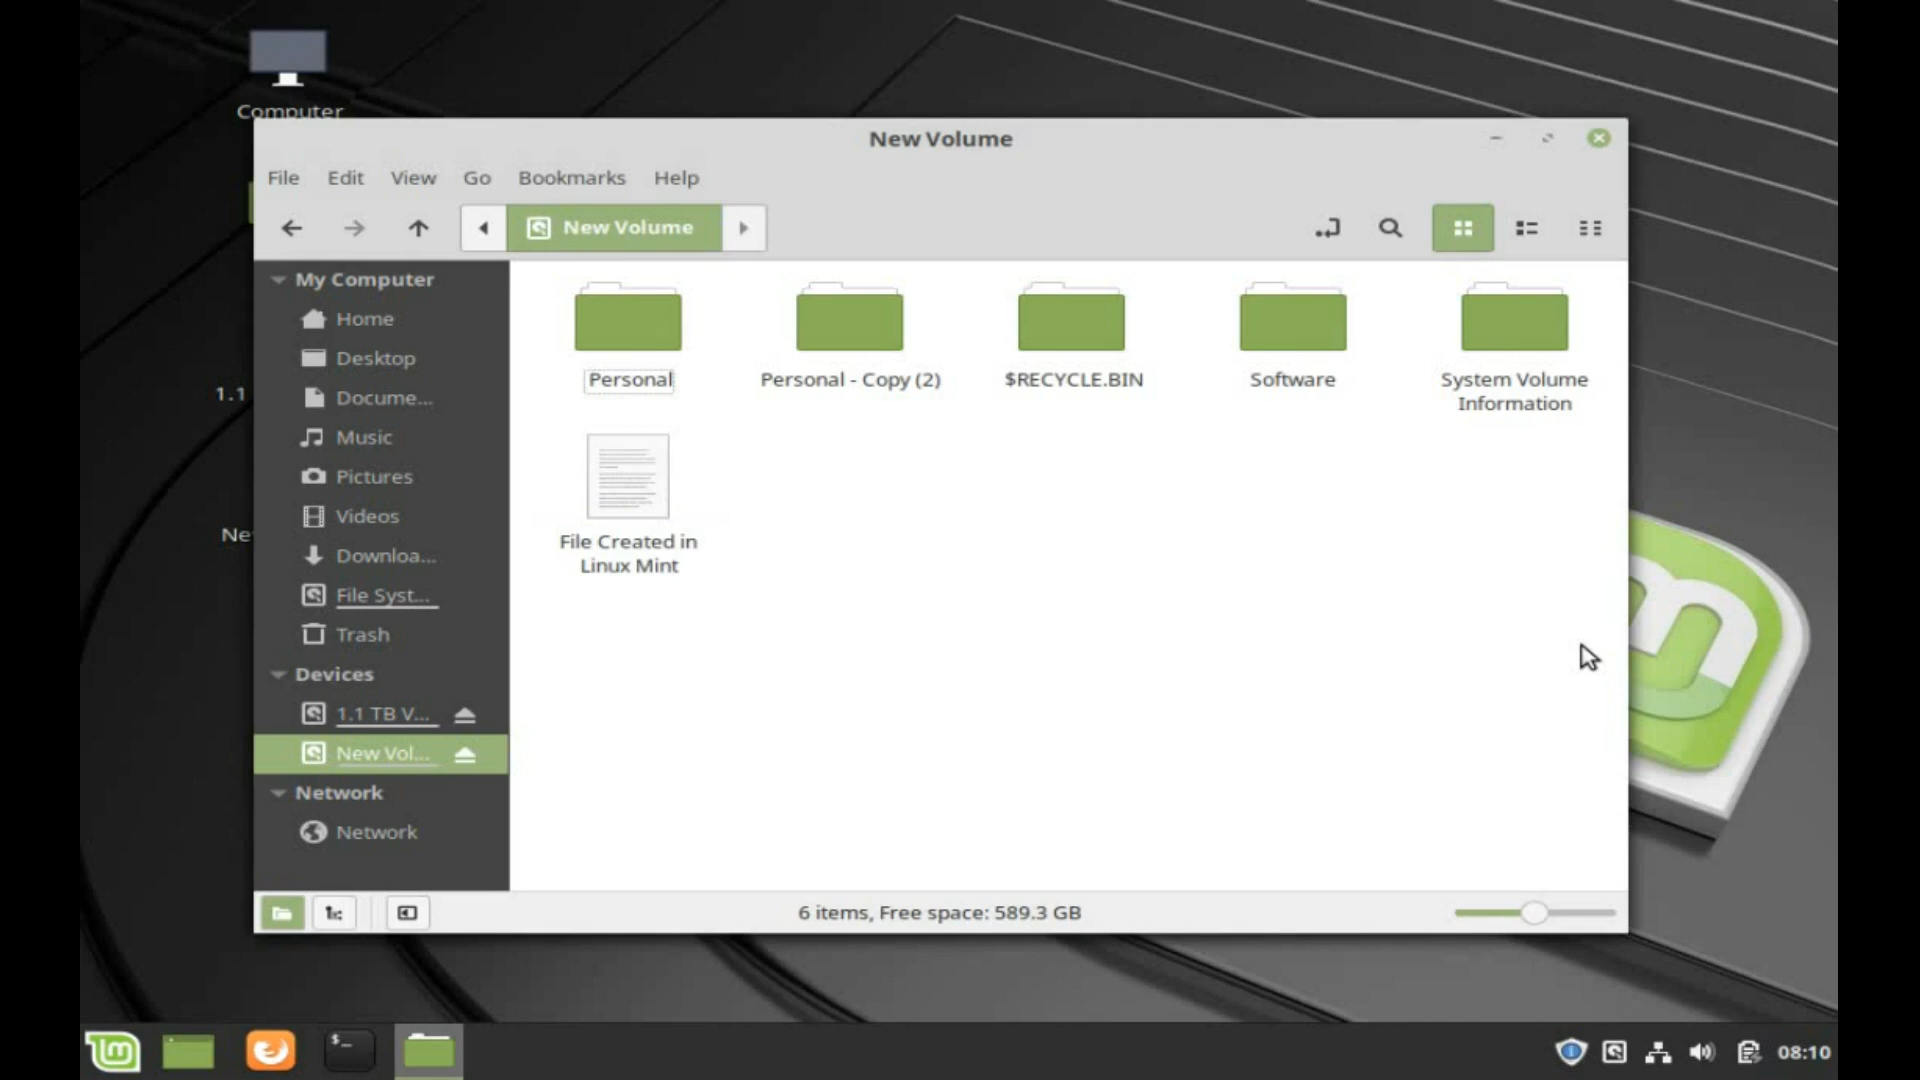 Computer
New Volume
File Edit View Go Bookmarks Help
New Volume
My Computer
Home
Desktop
Docume...
Music
Pictures
Videos
Downloa...
File Syst...
Trash
Devices
1.1 TB V...
New Vol...
Network
Network
Personal
Personal - Copy (2)
$RECYCLE.BIN
Software
System Volume
Information
File Created in
Linux Mint
1.1
Ne
6 items, Free space: 589.3 GB
$_
08:10